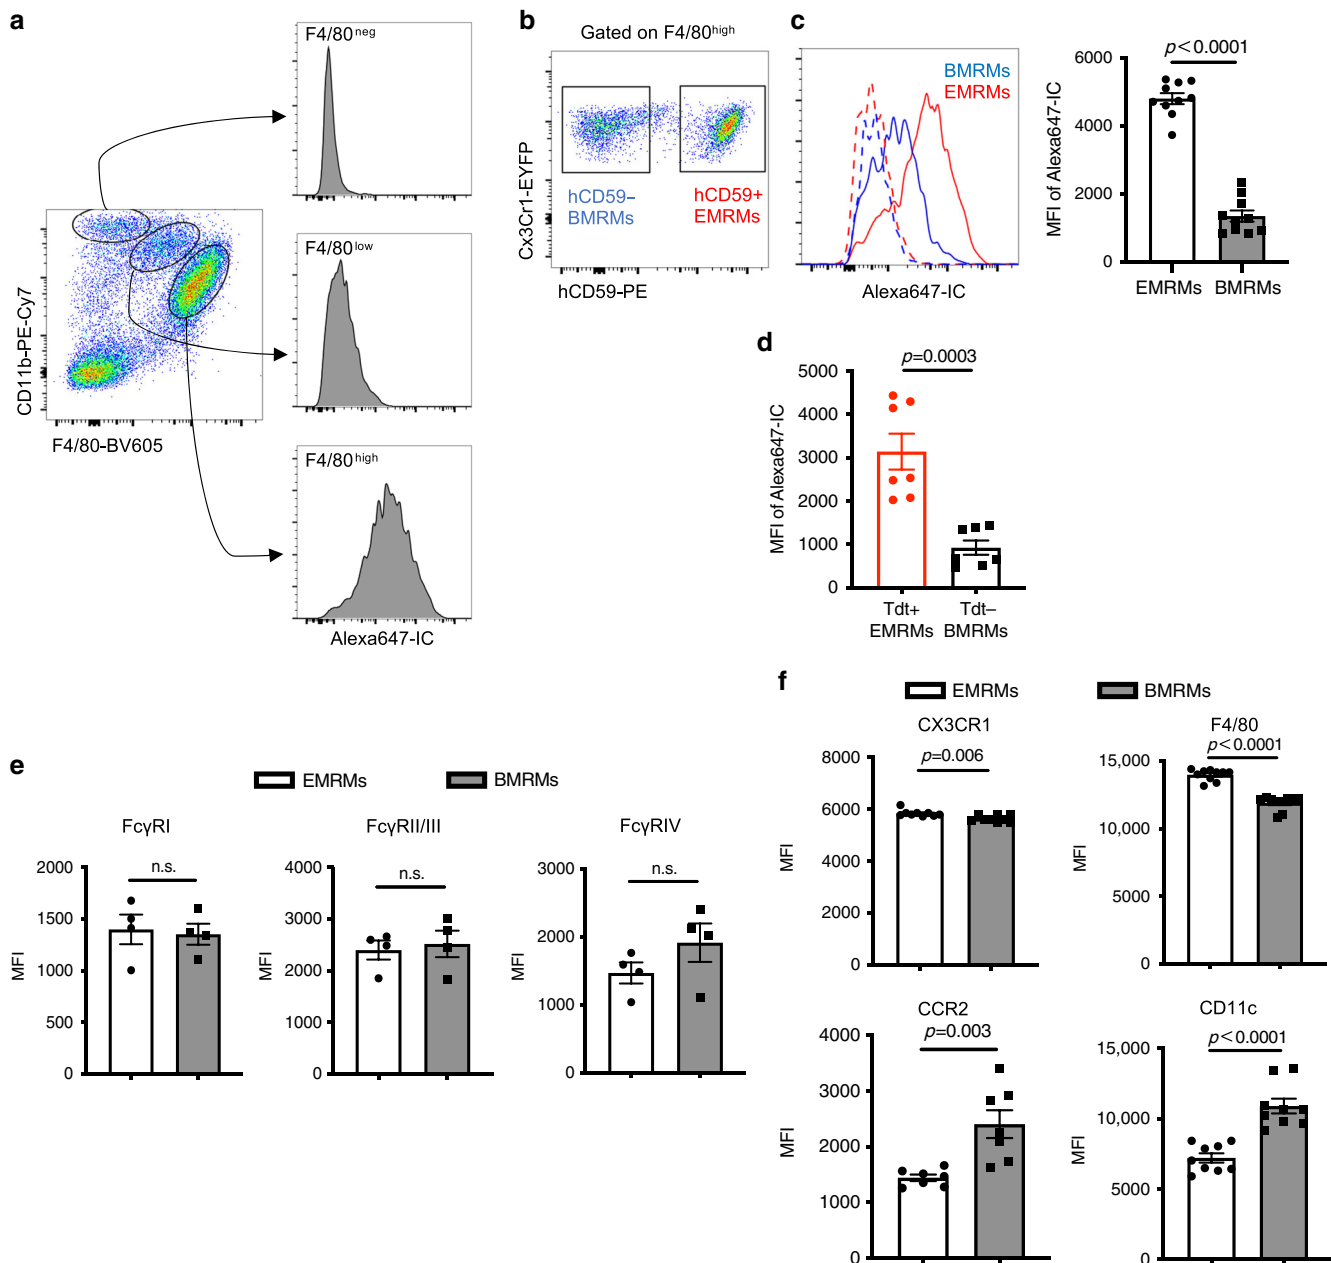 a
F4/80neg
F4/80low
F4/80high
CD11b-PE-Cy7
F4/80-BV605
Alexa647-IC
b
Gated on F4/80high
Cx3Cr1-EYFP
hCD59–
BMRMs
hCD59+
EMRMs
hCD59-PE
c
BMRMs
EMRMs
Alexa647-IC
MFI of Alexa647-IC
p<0.0001
6000
4000
2000
0
EMRMs
BMRMs
d
p=0.0003
MFI of Alexa647-IC
5000
4000
3000
2000
1000
0
Tdt+
EMRMs
Tdt–
BMRMs
e
EMRMs
BMRMs
FcγRI
n.s.
MFI
2000
1500
1000
500
0
FcγRII/III
n.s.
MFI
4000
3000
2000
1000
0
FcγRIV
n.s.
MFI
3000
2000
1000
0
f
EMRMs
BMRMs
CX3CR1
p=0.006
MFI
8000
6000
4000
2000
0
F4/80
p<0.0001
MFI
15,000
10,000
5000
0
CCR2
p=0.003
MFI
4000
3000
2000
1000
0
CD11c
p<0.0001
MFI
15,000
10,000
5000
0